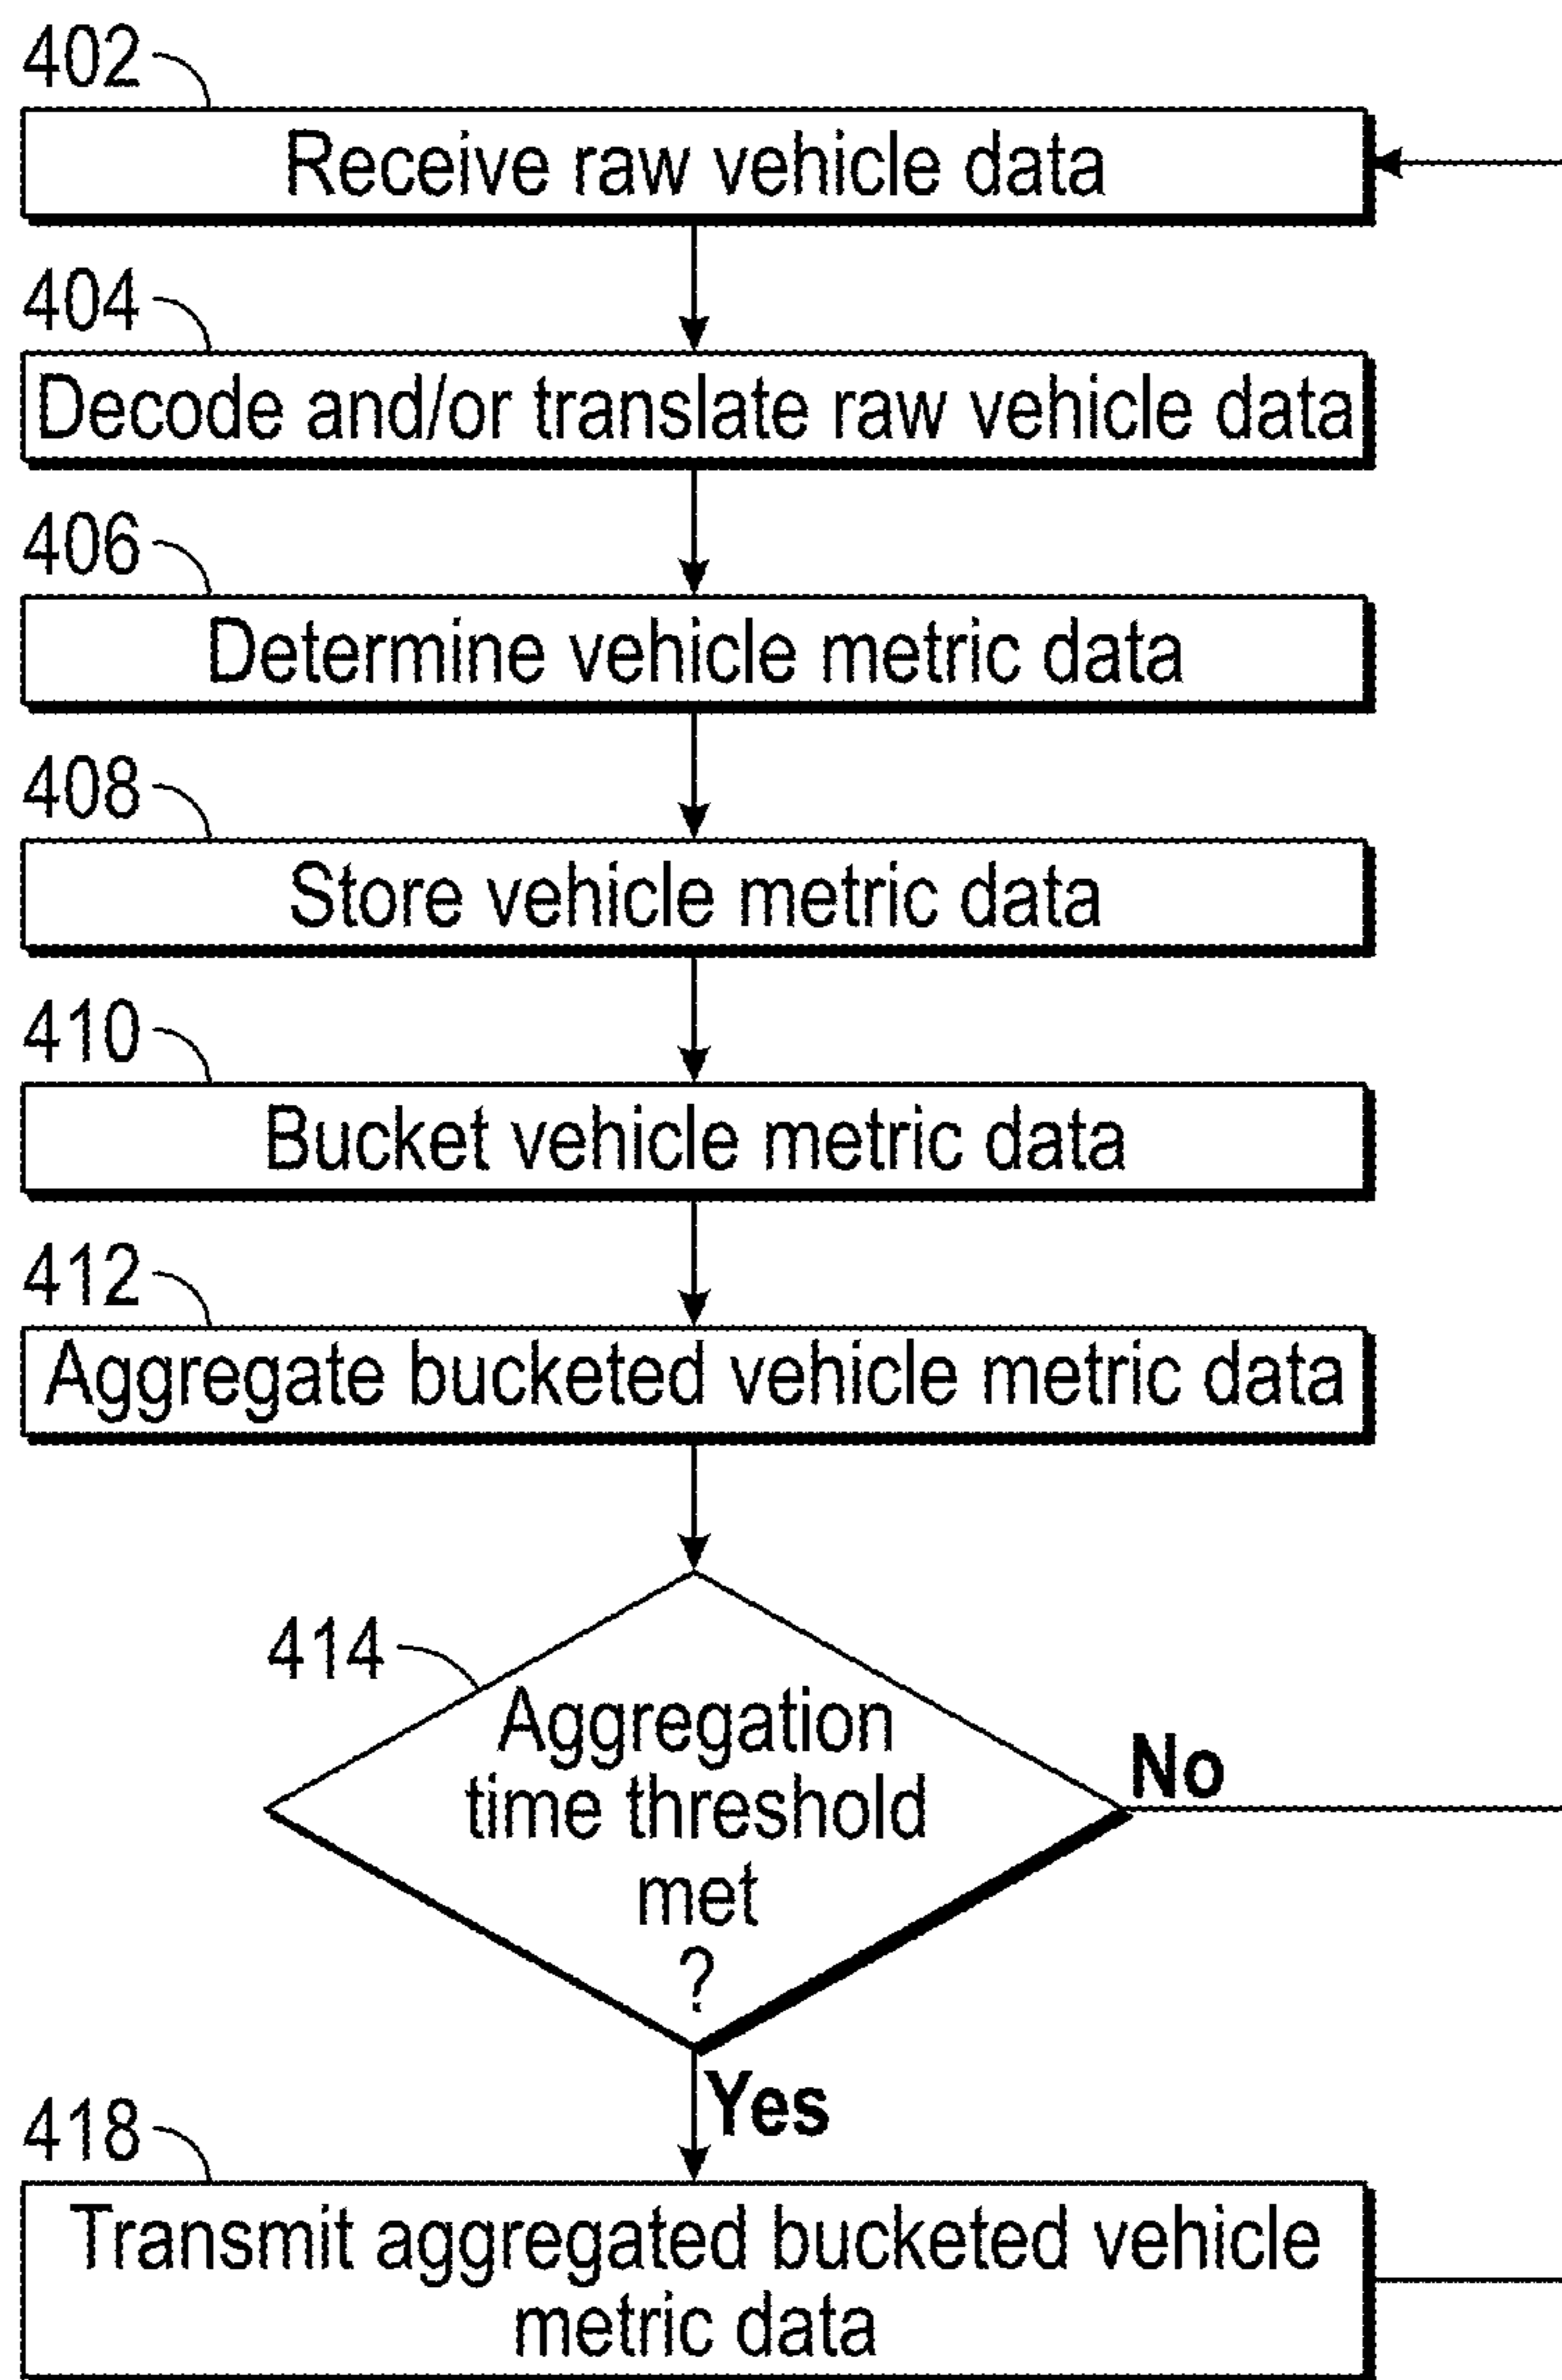 402
Receive raw vehicle data
404
Decode and/or translate raw vehicle data
406
Determine vehicle metric data
408
Store vehicle metric data
410
Bucket vehicle metric data
412
Aggregate bucketed vehicle metric data
414
Aggregation
time threshold
met
?
No
Yes
418
Transmit aggregated bucketed vehicle
metric data